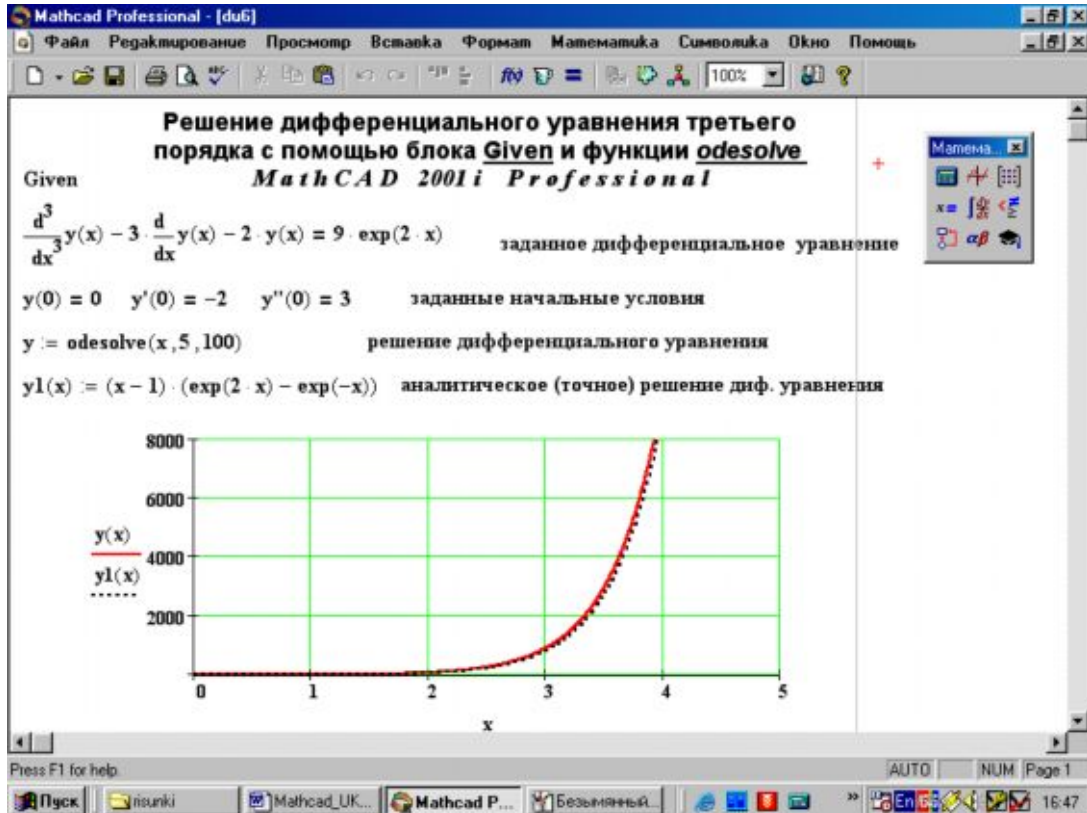 Mathcad Professional - [du6]
Файл Редактирование Просмотр Вставка Формат Математика Символика Окно Помощь
100%
Решение дифференциального уравнения третьего
порядка с помощью блока Given и функции odesolve
Given MathCAD 2001i Professional
d³/dx³ y(x) − 3 · d/dx y(x) − 2 · y(x) = 9 · exp(2 · x) заданное дифференциальное уравнение
y(0) = 0 y'(0) = −2 y''(0) = 3 заданные начальные условия
y := odesolve(x,5,100) решение дифференциального уравнения
y1(x) := (x − 1) · (exp(2 · x) − exp(−x)) аналитическое (точное) решение диф. уравнения
Матема...
8000
6000
y(x)
4000
y1(x)
2000
0 1 2 3 4 5
x
Press F1 for help.
AUTO NUM Page 1
Пуск risunki Mathcad_UK... Mathcad P... Безымянный... En 16:47